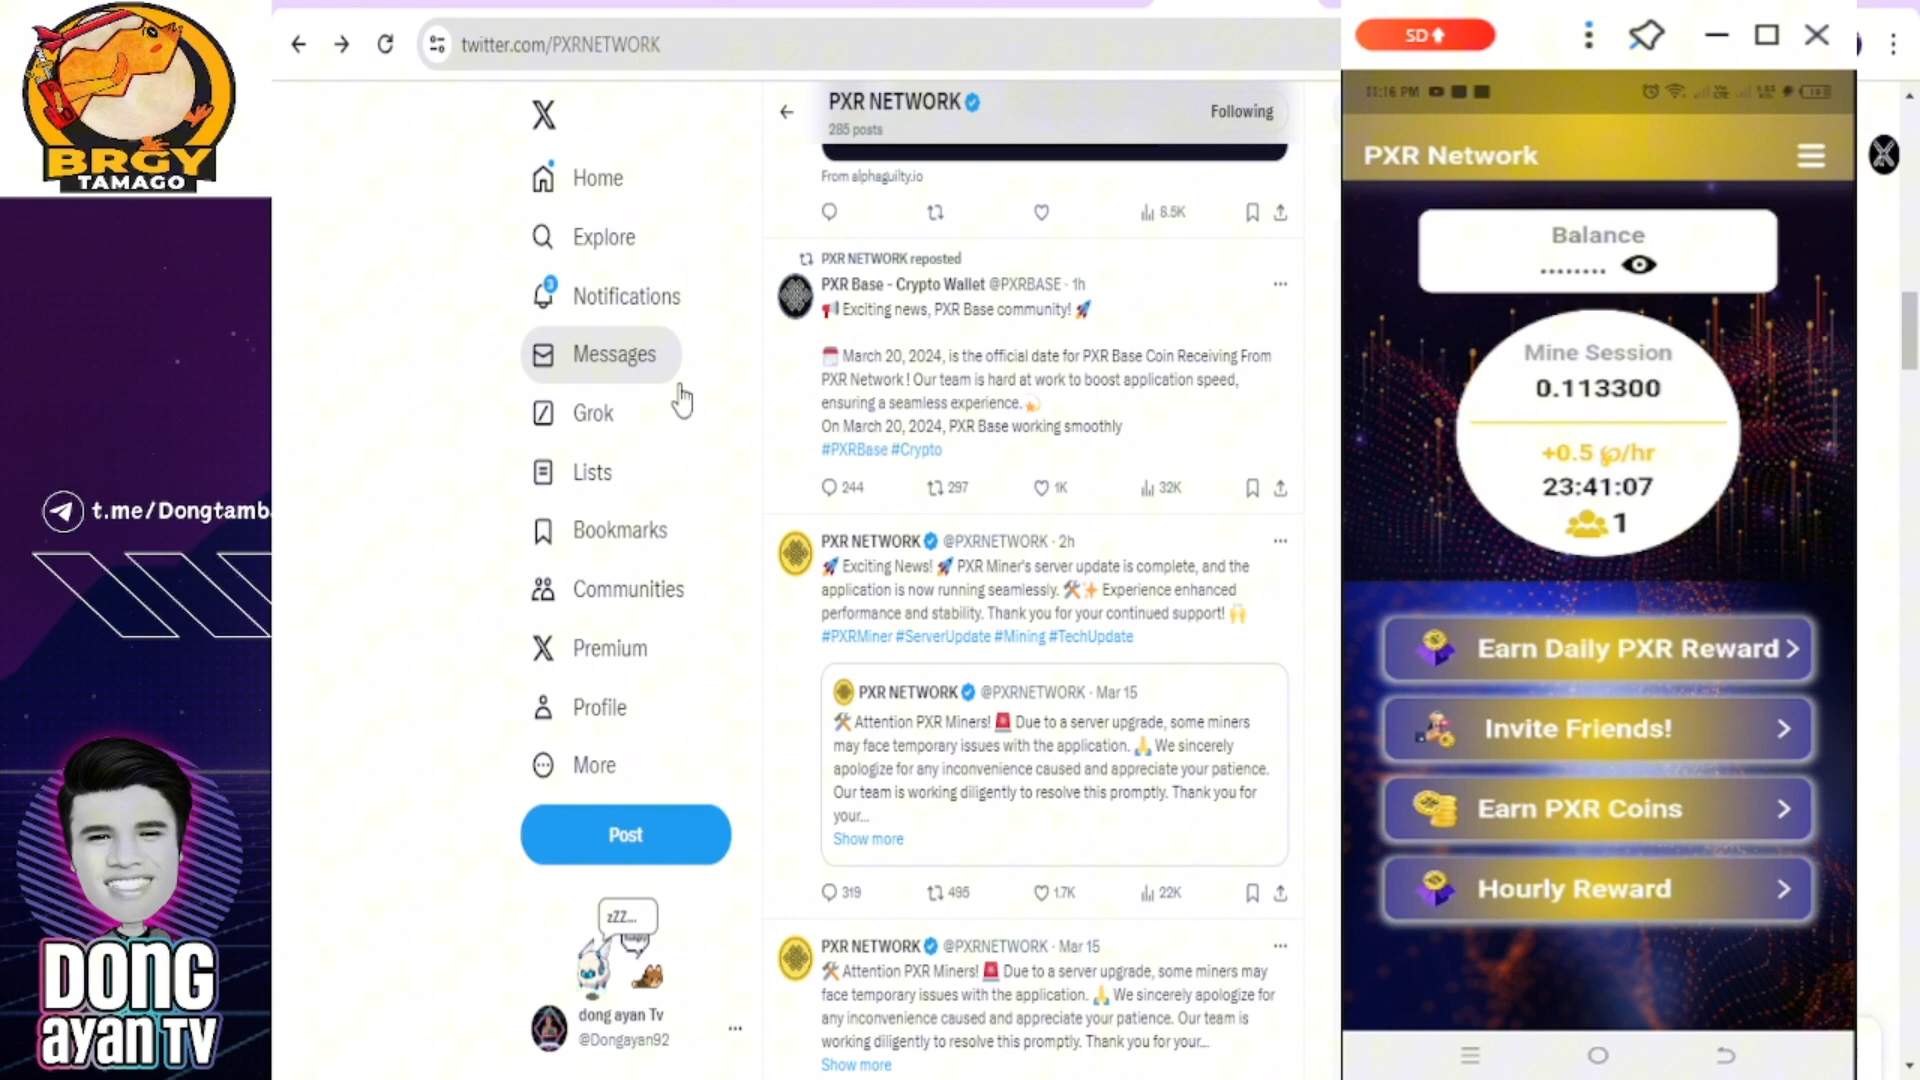 BRGY
TAMAGO
t.me/Dongtamb
DONG
ayan TV
twitter.com/PXRNETWORK
Home
Explore
3
Notifications
Messages
Grok
Lists
Bookmarks
Communities
Premium
Profile
More
Post
zZZ...
dong ayan Tv
@Dongayan92
PXR NETWORK
285 posts
Following
From alphaguilty.io
8.5K
PXR NETWORK reposted
PXR Base - Crypto Wallet @PXRBASE · 1h
Exciting news, PXR Base community!
March 20, 2024, is the official date for PXR Base Coin Receiving From
PXR Network ! Our team is hard at work to boost application speed,
ensuring a seamless experience.
On March 20, 2024, PXR Base working smoothly
#PXRBase #Crypto
244 297 1K 32K
PXR NETWORK @PXRNETWORK · 2h
Exciting News! PXR Miner's server update is complete, and the
application is now running seamlessly. Experience enhanced
performance and stability. Thank you for your continued support!
#PXRMiner #ServerUpdate #Mining #TechUpdate
PXR NETWORK @PXRNETWORK · Mar 15
Attention PXR Miners! Due to a server upgrade, some miners
may face temporary issues with the application. We sincerely
apologize for any inconvenience caused and appreciate your patience.
Our team is working diligently to resolve this promptly. Thank you for
your...
Show more
319 495 1.7K 22K
PXR NETWORK @PXRNETWORK · Mar 15
Attention PXR Miners! Due to a server upgrade, some miners may
face temporary issues with the application. We sincerely apologize for
any inconvenience caused and appreciate your patience. Our team is
working diligently to resolve this promptly. Thank you for your...
Show more
SD
11:16 PM
PXR Network
Balance
........
Mine Session
0.113300
+0.5 ℘/hr
23:41:07
1
Earn Daily PXR Reward >
Invite Friends! >
Earn PXR Coins >
Hourly Reward >